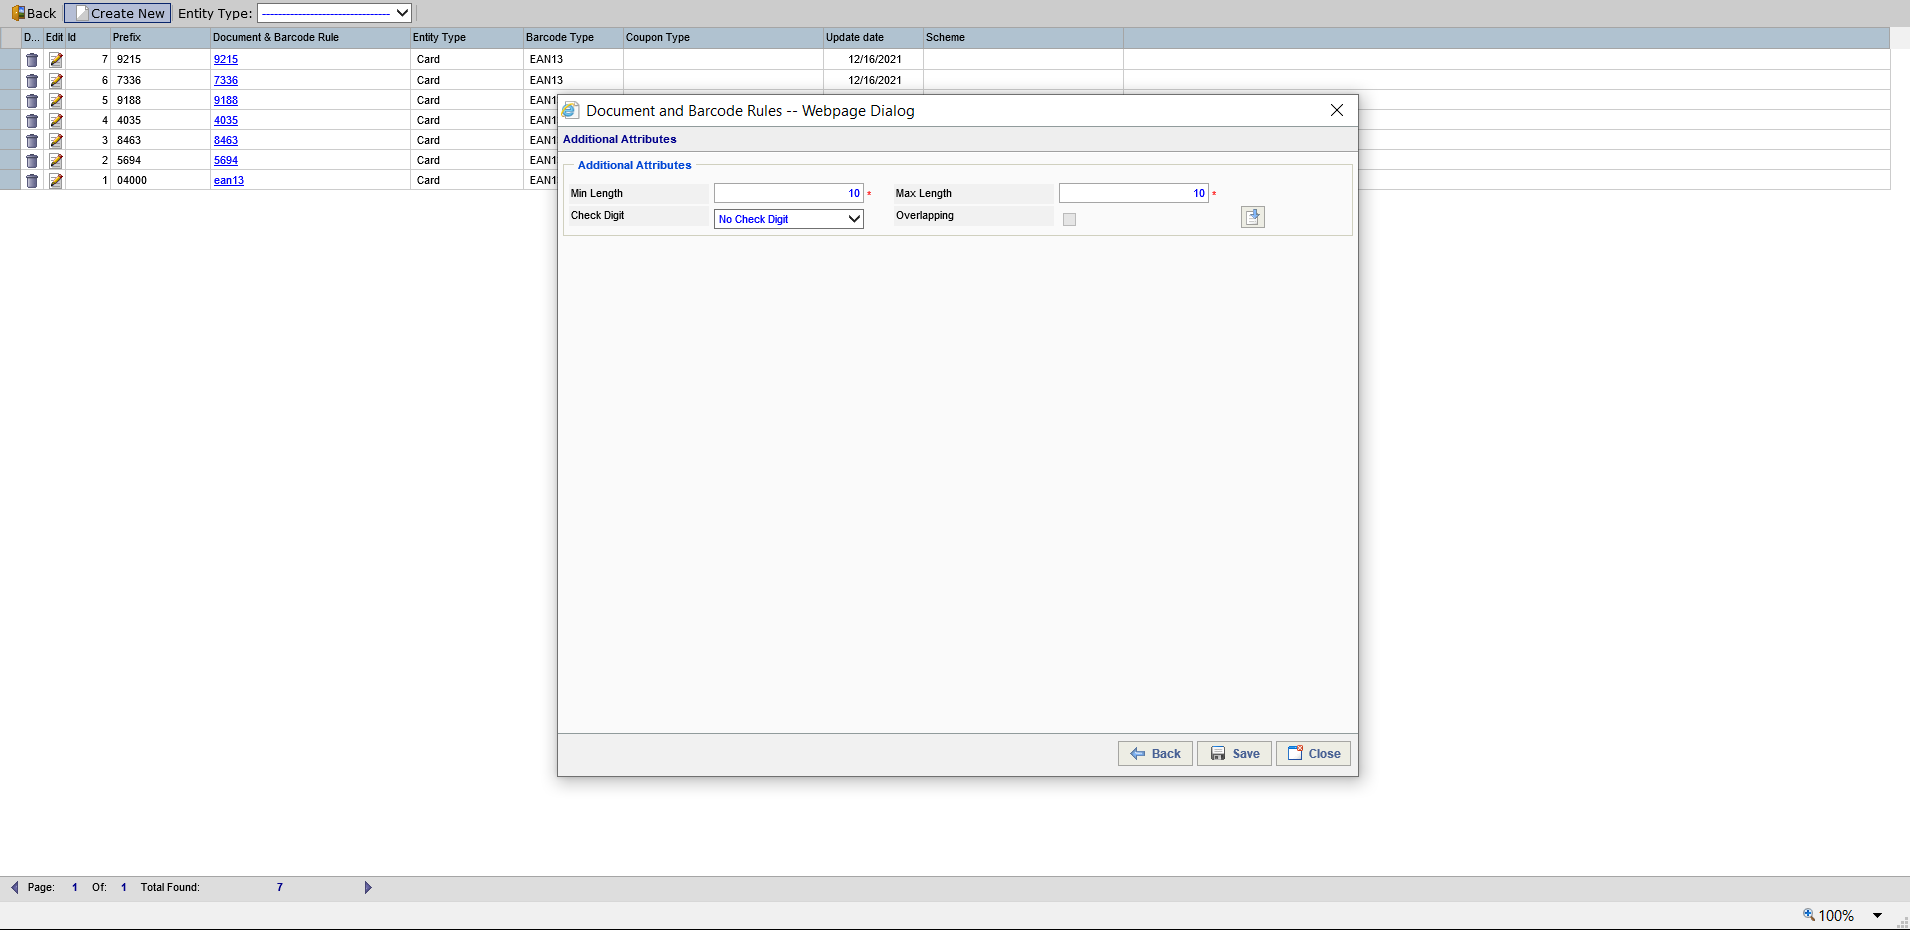 Back Create New Entity Type: --------------------------------
D... Edit Id Prefix Document & Barcode Rule Entity Type Barcode Type Coupon Type Update date Scheme
7 9215 9215 Card EAN13 12/16/2021
6 7336 7336 Card EAN13 12/16/2021
5 9188 9188 Card EAN1
4 4035 4035 Card EAN1
3 8463 8463 Card EAN1
2 5694 5694 Card EAN1
1 04000 ean13 Card EAN1
Document and Barcode Rules -- Webpage Dialog
Additional Attributes
Additional Attributes
Min Length 10 * Max Length 10 *
Check Digit No Check Digit Overlapping
Back Save Close
Page: 1 Of: 1 Total Found: 7
100%